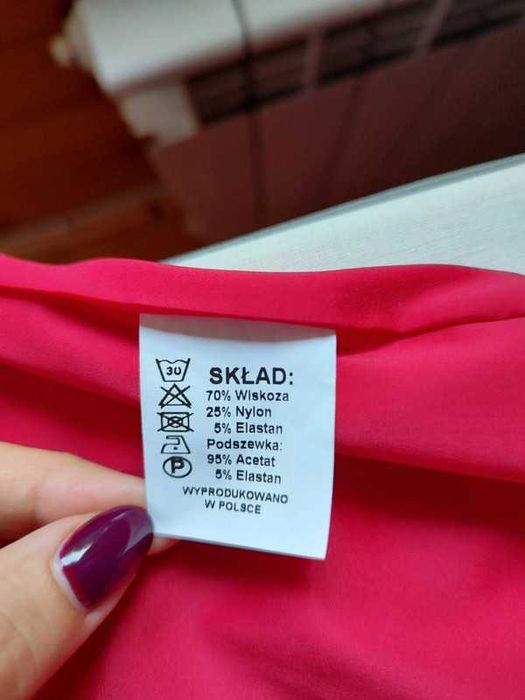 30
SKŁAD:
70% Wiskoza
25% Nylon
5% Elastan
Podszewka:
95% Acetat
5% Elastan
P
WYPRODUKOWANO
W POLSCE